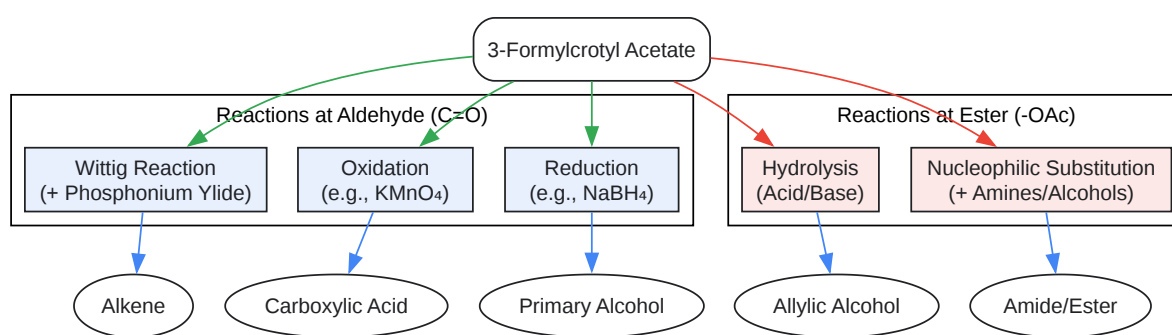 3-Formylcrotyl Acetate
Reactions at Aldehyde (C=O)
Reactions at Ester (-OAc)
Wittig Reaction
(+ Phosphonium Ylide)
Oxidation
(e.g., KMnO₄)
Reduction
(e.g., NaBH₄)
Hydrolysis
(Acid/Base)
Nucleophilic Substitution
(+ Amines/Alcohols)
Alkene
Carboxylic Acid
Primary Alcohol
Allylic Alcohol
Amide/Ester